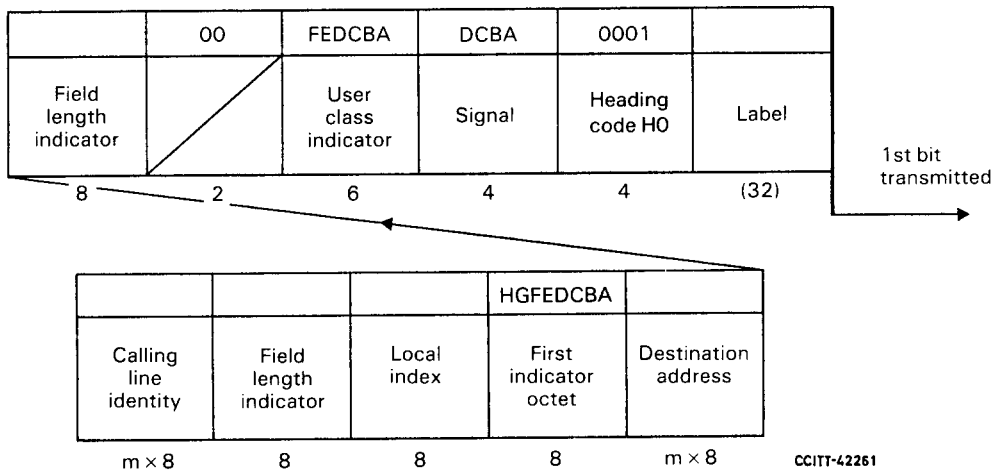 00 FEDCBA DCBA 0001
Field length indicator
User class indicator
Signal
Heading code H0
Label
1st bit transmitted
8 2 6 4 4 (32)
HGFEDCBA
Calling line identity
Field length indicator
Local index
First indicator octet
Destination address
m × 8 8 8 8 m × 8
CCITT-42261